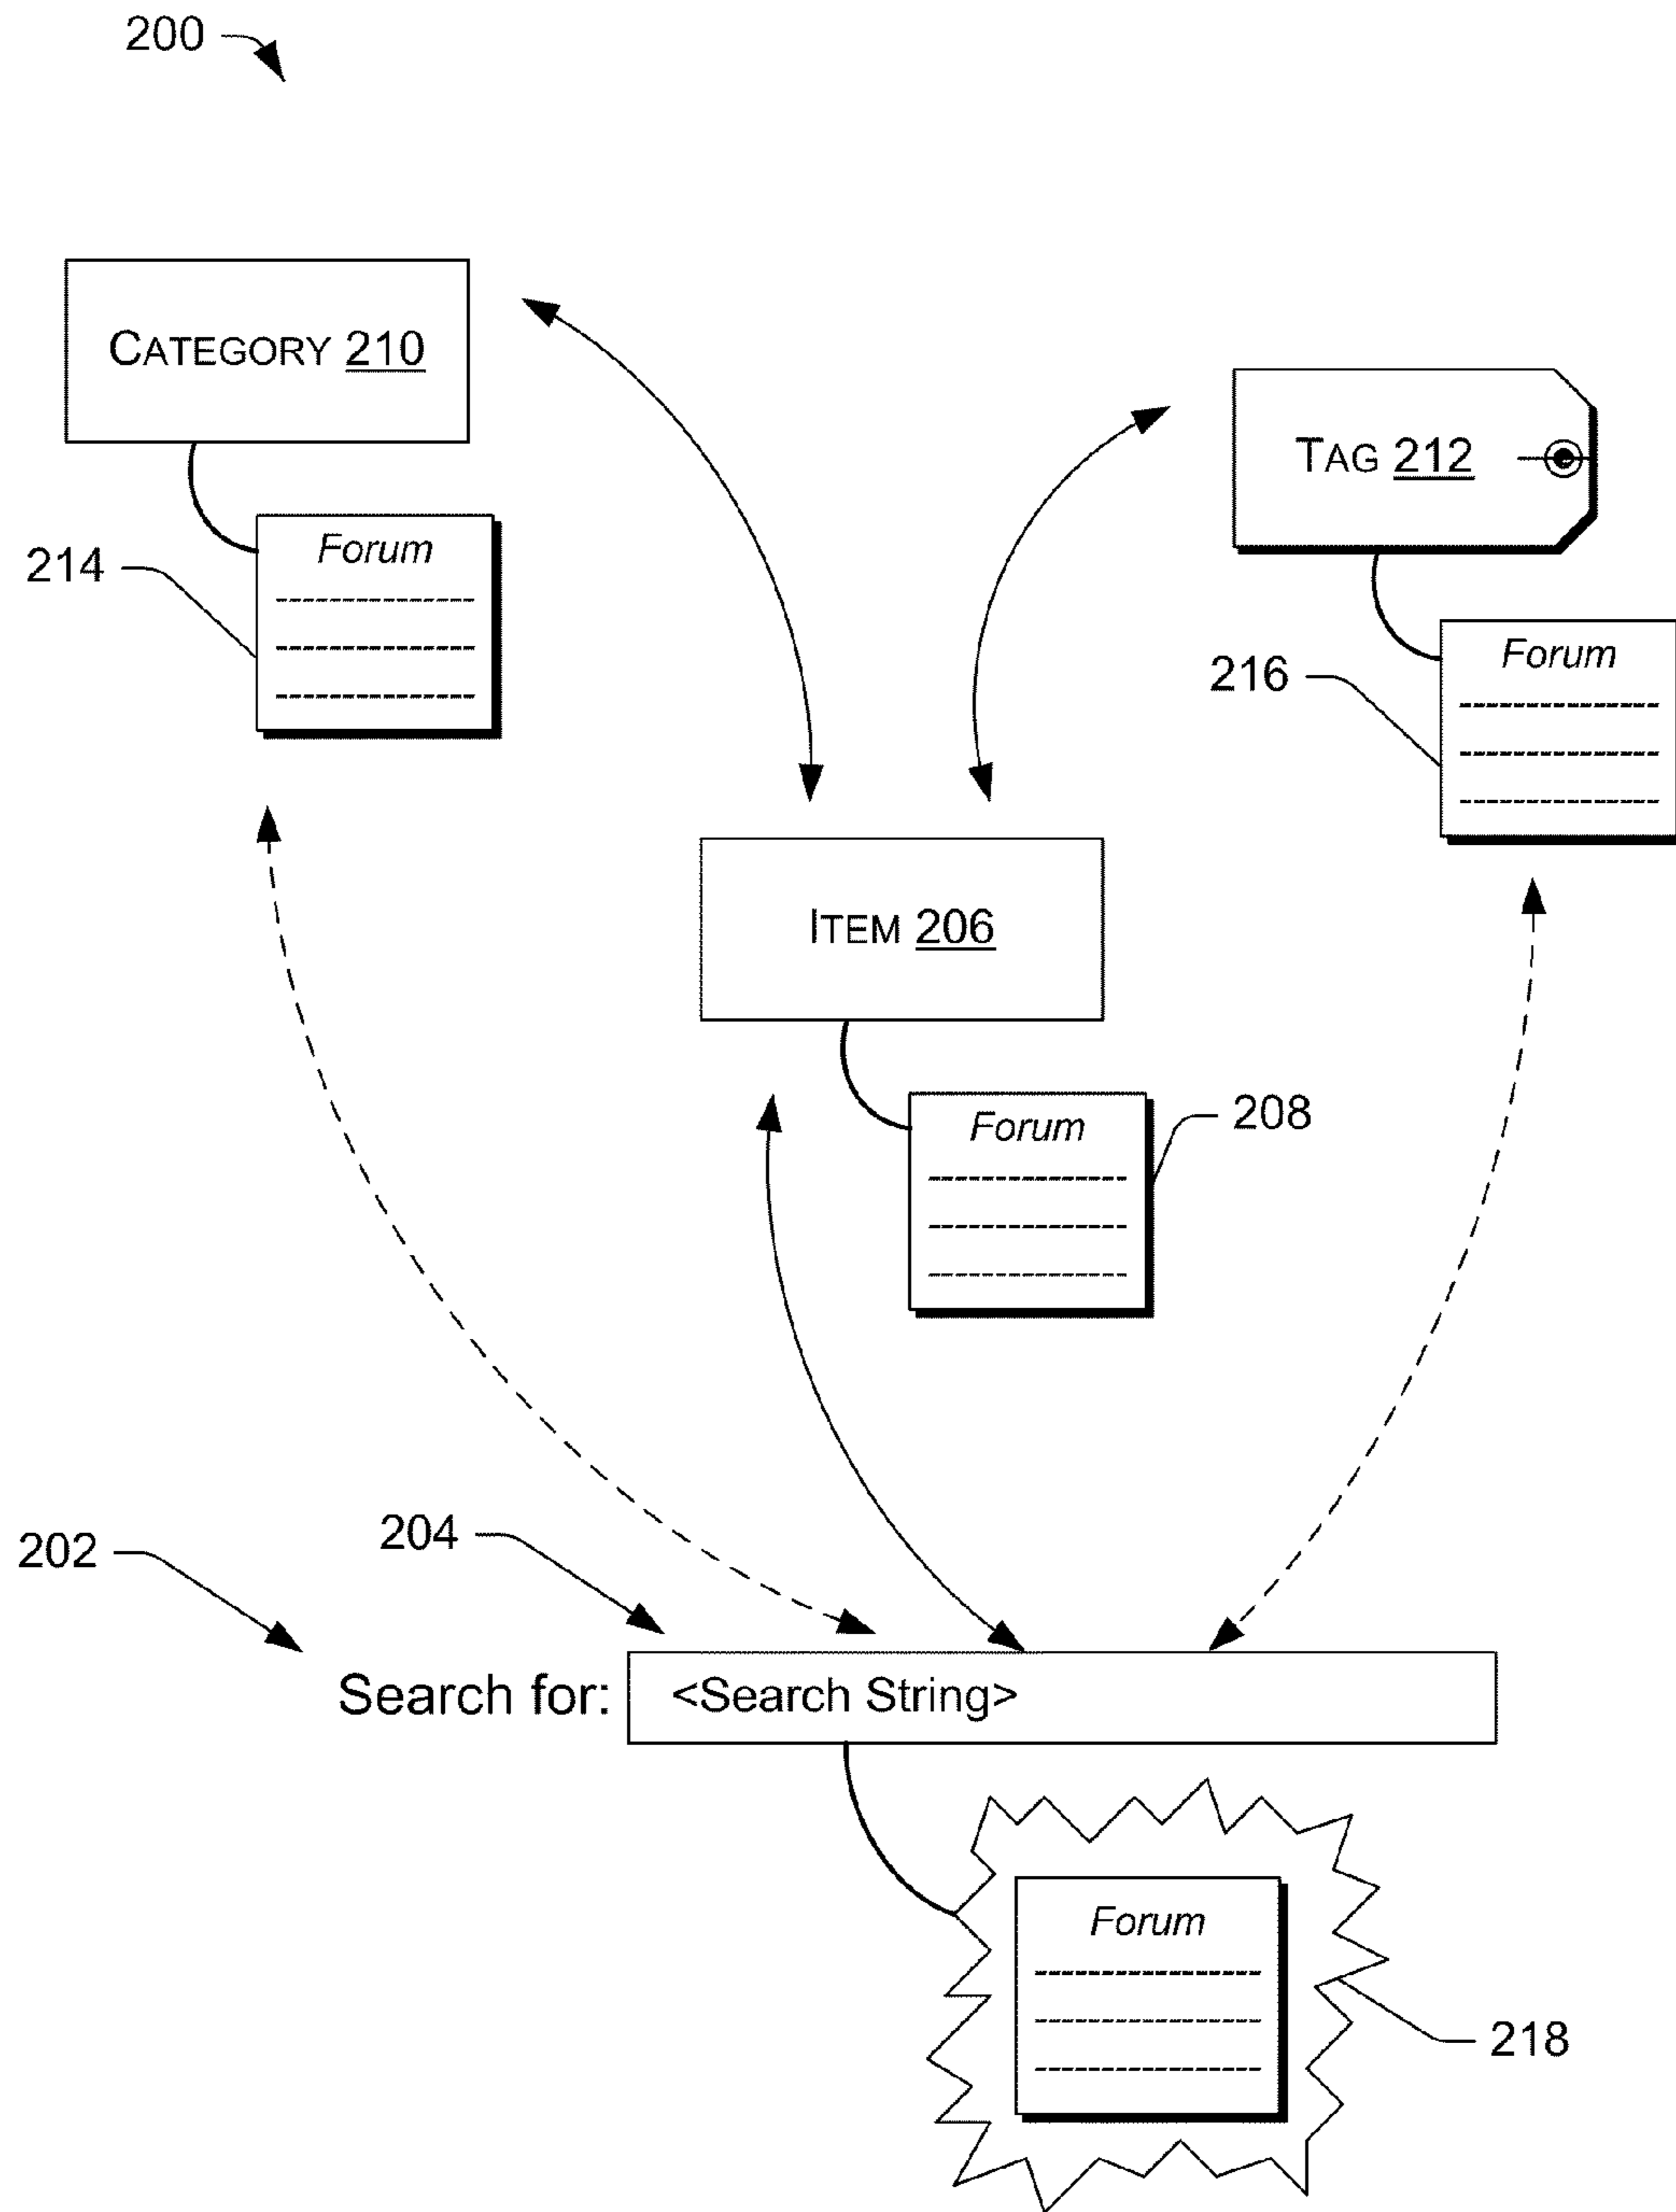 200
CATEGORY 210
TAG 212
Forum
214
Forum
216
ITEM 206
Forum
208
202
204
Search for:
<Search String>
Forum
218